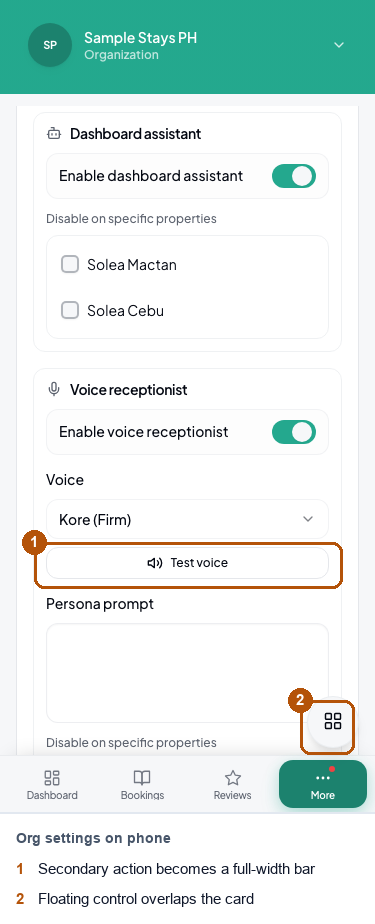 SP
Sample Stays PH
Organization
Dashboard assistant
Enable dashboard assistant
Disable on specific properties
Solea Mactan
Solea Cebu
Voice receptionist
Enable voice receptionist
Voice
Kore (Firm)
1
Test voice
Persona prompt
2
Disable on specific properties
Dashboard
Bookings
Reviews
More
Org settings on phone
1 Secondary action becomes a full-width bar
2 Floating control overlaps the card